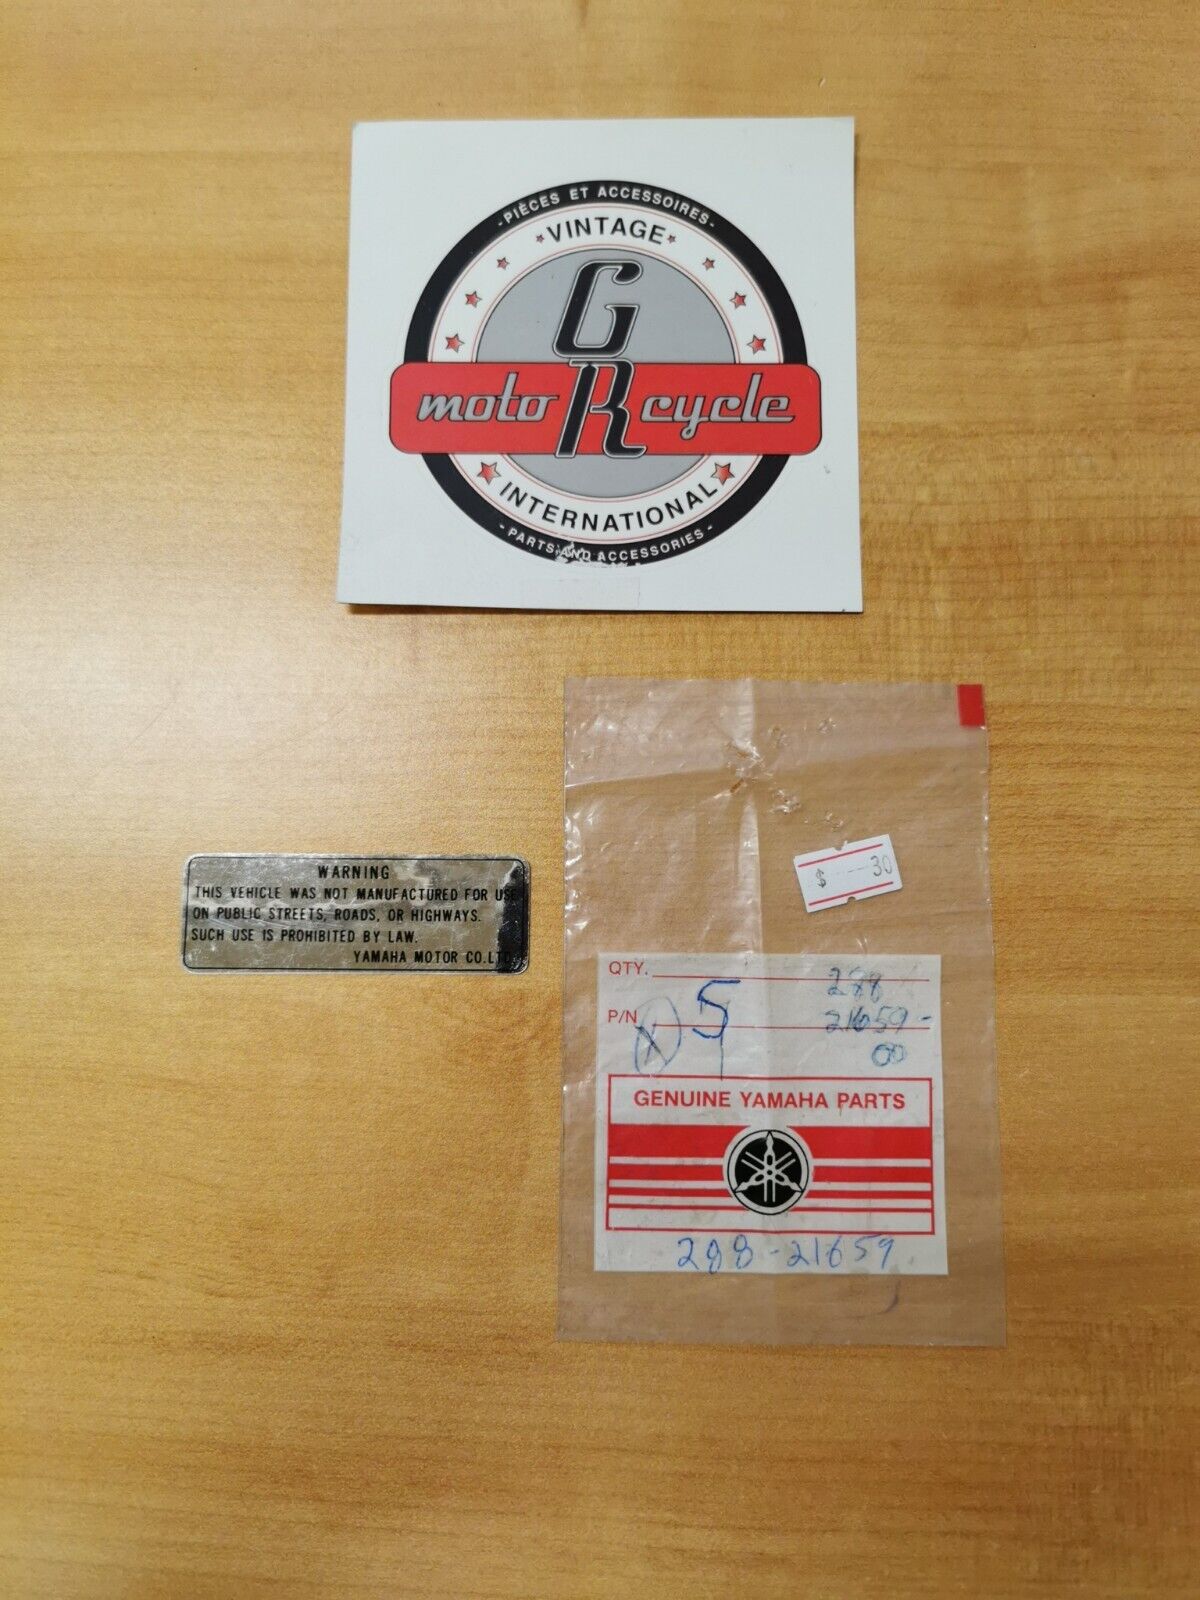 -PIÈCES ET ACCESSOIRES-
VINTAGE
GR
motoRcycle
INTERNATIONAL
-PARTS AND ACCESSORIES-
WARNING
THIS VEHICLE WAS NOT MANUFACTURED FOR USE
ON PUBLIC STREETS, ROADS, OR HIGHWAYS.
SUCH USE IS PROHIBITED BY LAW.
YAMAHA MOTOR CO.LTD.
$ 30
QTY. 288
P/N 5 21659-
00
GENUINE YAMAHA PARTS
288-21659